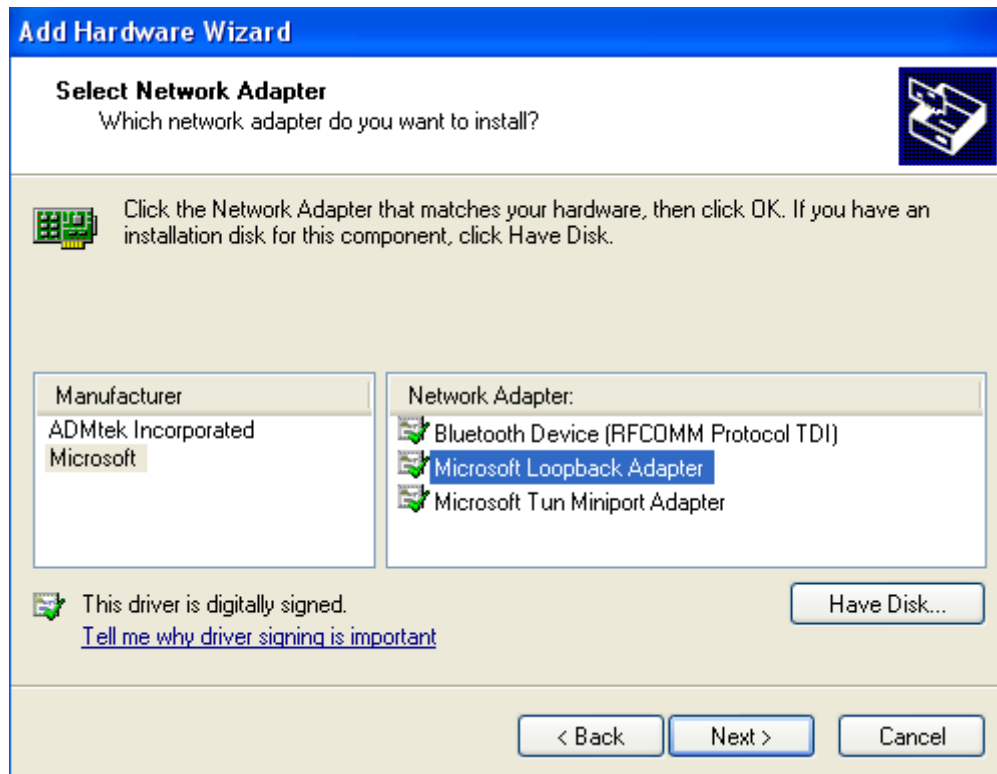 Add Hardware Wizard
Select Network Adapter
Which network adapter do you want to install?
Click the Network Adapter that matches your hardware, then click OK. If you have an
installation disk for this component, click Have Disk.
Manufacturer
ADMtek Incorporated
Microsoft
Network Adapter:
Bluetooth Device (RFCOMM Protocol TDI)
Microsoft Loopback Adapter
Microsoft Tun Miniport Adapter
This driver is digitally signed.
Tell me why driver signing is important
Have Disk...
< Back
Next >
Cancel